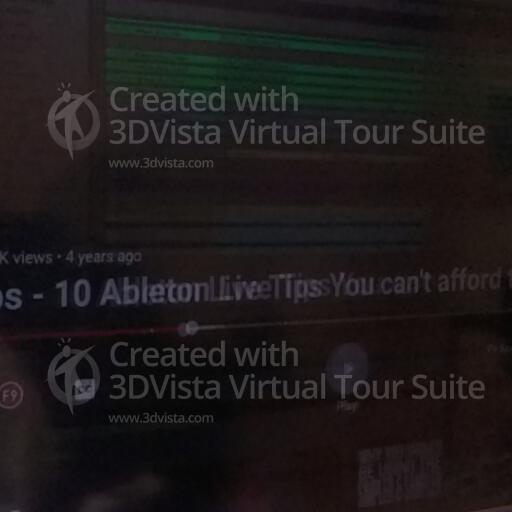 Created with
3DVista Virtual Tour Suite
www.3dvista.com
K views • 4 years ago
os - 10 Ableton Live Tips You can't afford t
Created with
3DVista Virtual Tour Suite
www.3dvista.com
F9
Play